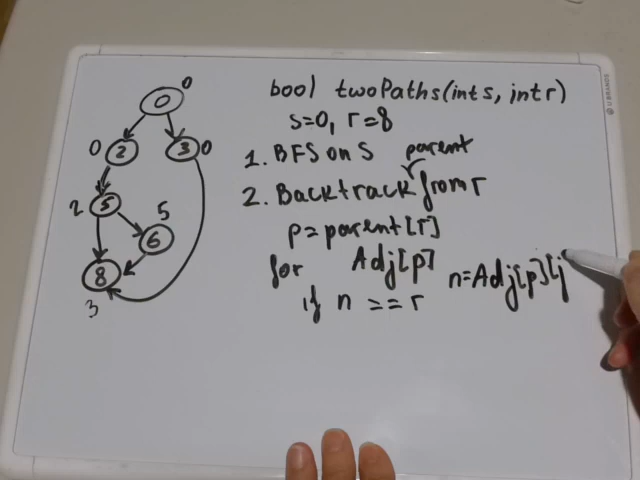 bool twoPaths(int s, int r)
s=0, r=8
1. BFS on S parent
2. Backtrack from r
p=parent[r]
for Adj[p] n=Adj[p][j
if n == r
0
0
0 2 3 0
2 5
5
6
8
3